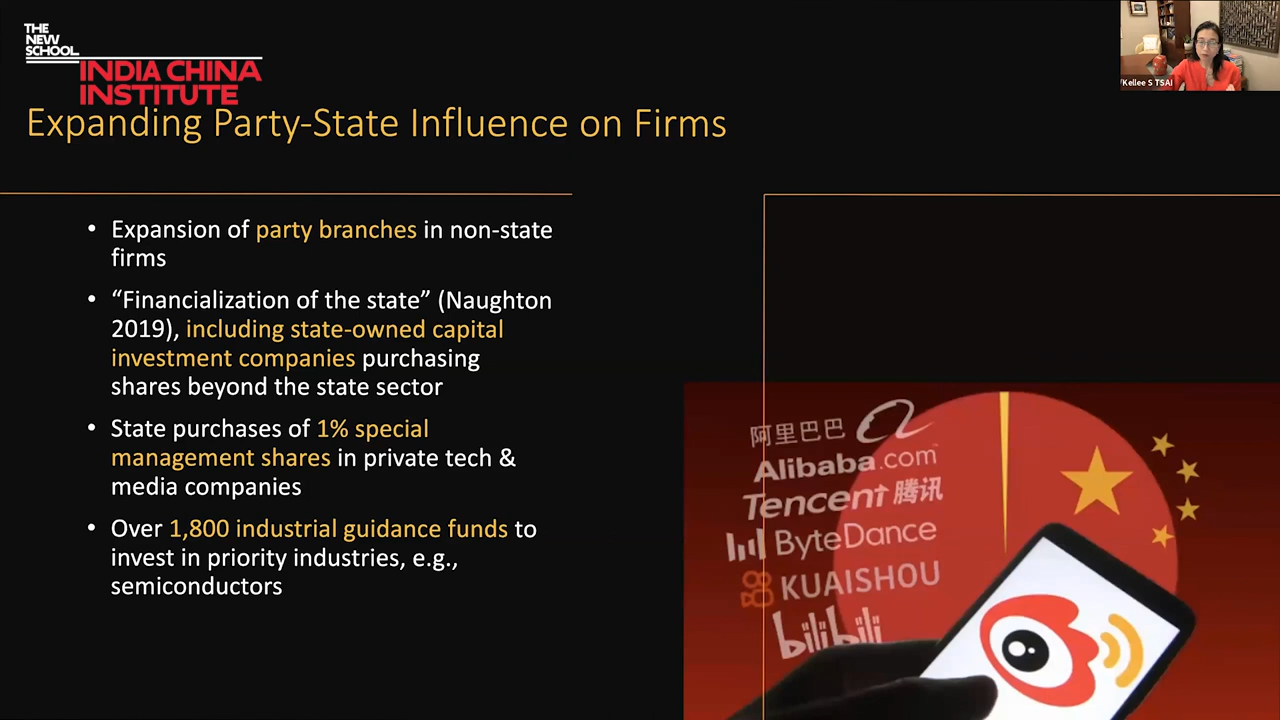 THE
NEW
SCHOOL
INDIA CHINA
INSTITUTE
Kellee S TSAI
Expanding Party-State Influence on Firms
• Expansion of party branches in non-state
firms
• “Financialization of the state” (Naughton
2019), including state-owned capital
investment companies purchasing
shares beyond the state sector
• State purchases of 1% special
management shares in private tech &
media companies
• Over 1,800 industrial guidance funds to
invest in priority industries, e.g.,
semiconductors
阿里巴巴
Alibaba.com
Tencent 腾讯
ByteDance
KUAISHOU
bilibili